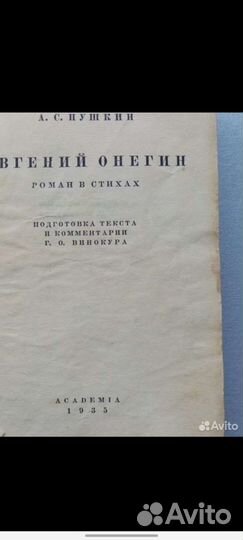 А. С. ПУШКИН
ВГЕНИЙ ОНЕГИН
РОМАН В СТИХАХ
ПОДГОТОВКА ТЕКСТА
И КОММЕНТАРИИ
Г. О. ВИНОКУРА
ACADEMIA
1935
Avito
Avito